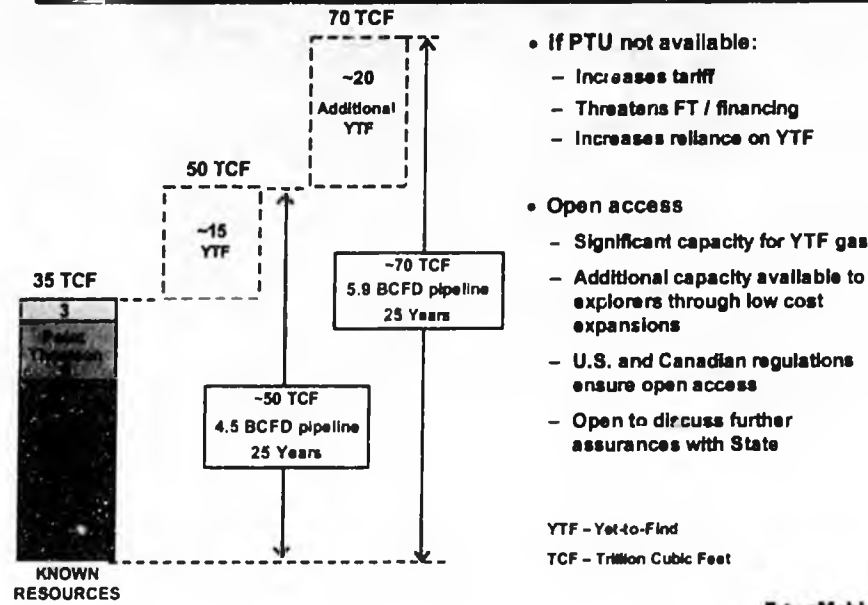 70 TCF
~20
Additional
YTF
50 TCF
~15
YTF
35 TCF
3
Point
Thomson
~70 TCF
5.9 BCFD pipeline
25 Years
~50 TCF
4.5 BCFD pipeline
25 Years
KNOWN
RESOURCES
• If PTU not available:
– Increases tariff
– Threatens FT / financing
– Increases reliance on YTF
• Open access
– Significant capacity for YTF gas
– Additional capacity available to
explorers through low cost
expansions
– U.S. and Canadian regulations
ensure open access
– Open to discuss further
assurances with State
YTF – Yet-to-Find
TCF – Trillion Cubic Feet